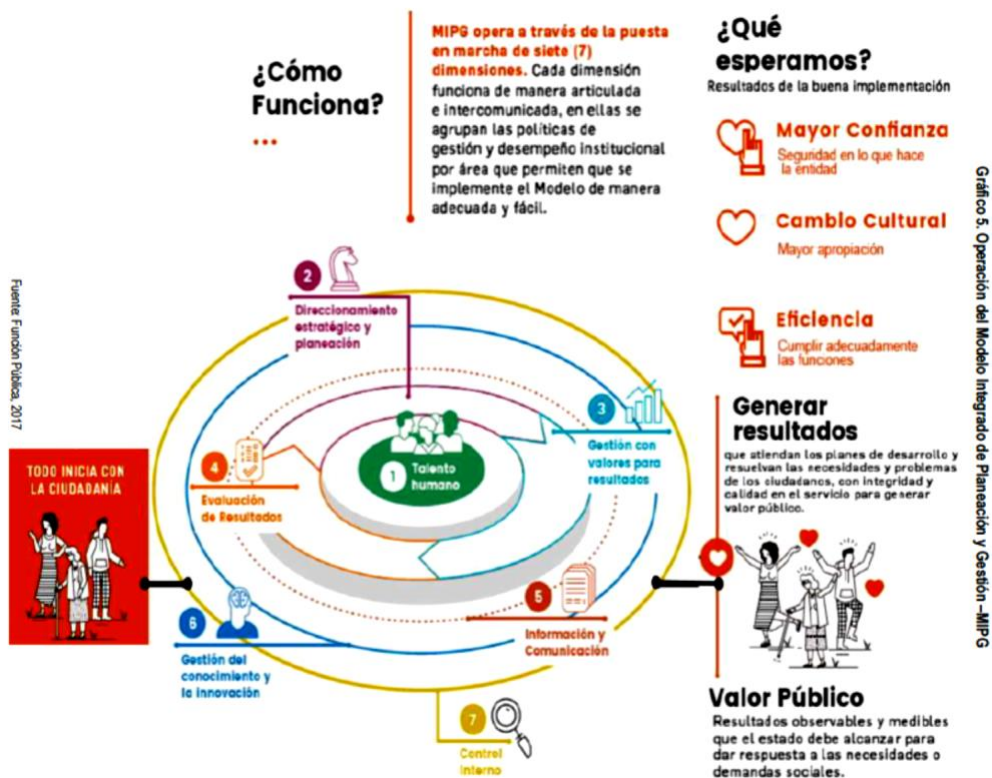 ¿Cómo
Funciona?
...
MIPG opera a través de la puesta
en marcha de siete (7)
dimensiones. Cada dimensión
funciona de manera articulada
e intercomunicada, en ellas se
agrupan las políticas de
gestión y desempeño institucional
por área que permiten que se
implemente el Modelo de manera
adecuada y fácil.
¿Qué
esperamos?
Resultados de la buena implementación
Mayor Confianza
Seguridad en lo que hace
la entidad
Cambio Cultural
Mayor apropiación
Eficiencia
Cumplir adecuadamente
las funciones
Generar
resultados
que atiendan los planes de desarrollo y
resuelvan las necesidades y problemas
de los ciudadanos, con integridad y
calidad en el servicio para generar
valor público.
Valor Público
Resultados observables y medibles
que el estado debe alcanzar para
dar respuesta a las necesidades o
demandas sociales.
2
Direccionamiento
estratégico y
planeación
3
Gestión con
valores para
resultados
1 Talento
humano
4
Evaluación
de Resultados
5
Información y
Comunicación
6
Gestión del
conocimiento y
la innovación
7
Control
Interno
TODO INICIA CON
LA CIUDADANÍA
Fuente: Función Pública, 2017
Gráfico 5. Operación del Modelo Integrado de Planeación y Gestión –MIPG